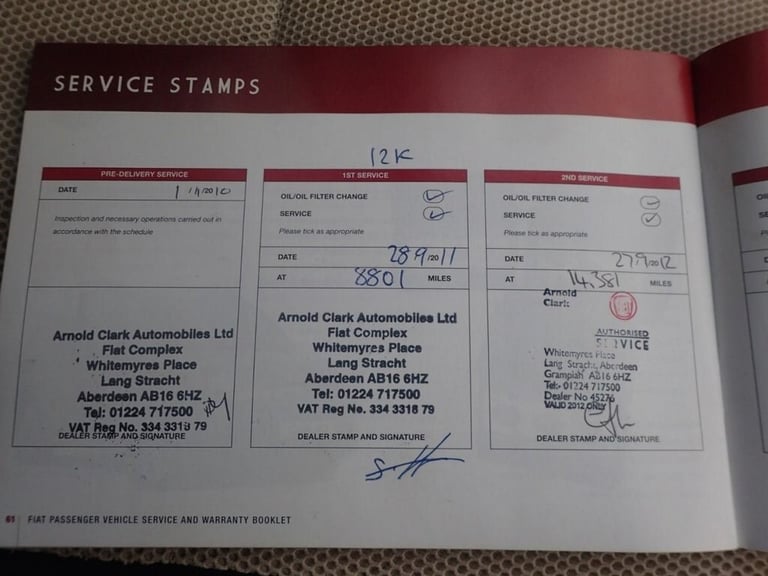 SERVICE STAMPS
12K
PRE-DELIVERY SERVICE
DATE
Inspection and necessary operations carried out in
accordance with the schedule
Arnold Clark Automobiles Ltd
Fiat Complex
Whitemyres Place
Lang Stracht
Aberdeen AB16 6HZ
Tel: 01224 717500
VAT Reg No. 334 3318 79
DEALER STAMP AND SIGNATURE
1ST SERVICE
OIL/OIL FILTER CHANGE
SERVICE
Please tick as appropriate
DATE 28 9/2011
AT 8801 MILES
Arnold Clark Automobiles Ltd
Fiat Complex
Whitemyres Place
Lang Stracht
Aberdeen AB16 6HZ
Tel: 01224 717500
VAT Reg No. 334 3318 79
DEALER STAMP AND SIGNATURE
2ND SERVICE
OIL/OIL FILTER CHANGE
SERVICE
Please tick as appropriate
DATE 27 9/2012
AT 14,381 MILES
Arnold
Clark
AUTHORISED
SERVICE
Whitemyres Place
Lang Stracht, Aberdeen
Grampian AB16 6HZ
Tel:- 01224 717500
Dealer No 45276
VALID 2012 ONLY
DEALER STAMP AND SIGNATURE
61 FIAT PASSENGER VEHICLE SERVICE AND WARRANTY BOOKLET